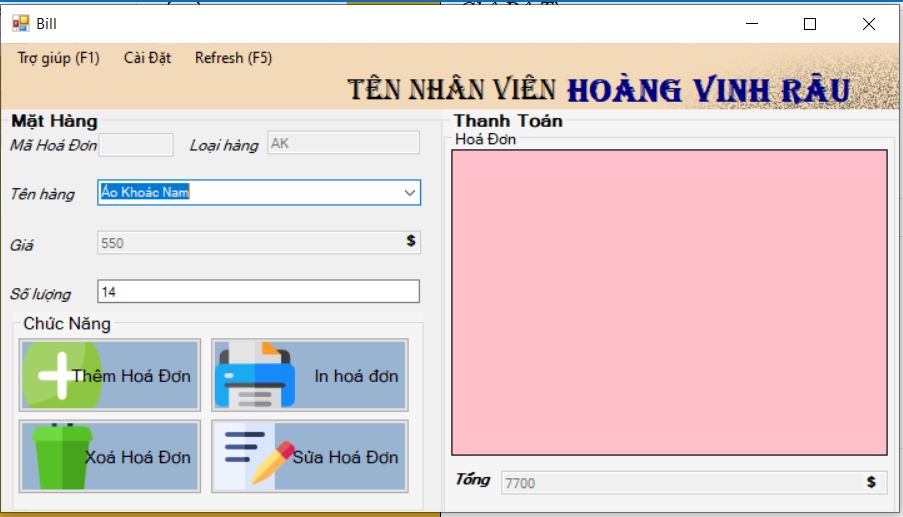 Bill
Trợ giúp (F1) Cài Đặt Refresh (F5)
TÊN NHÂN VIÊN HOÀNG VINH RÂU
Mặt Hàng
Mã Hoá Đơn Loại hàng AK
Tên hàng Áo Khoác Nam
Giá 550 $
Số lượng 14
Chức Năng
Thêm Hoá Đơn In hoá đơn
Xoá Hoá Đơn Sửa Hoá Đơn
Thanh Toán
Hoá Đơn
Tổng 7700 $